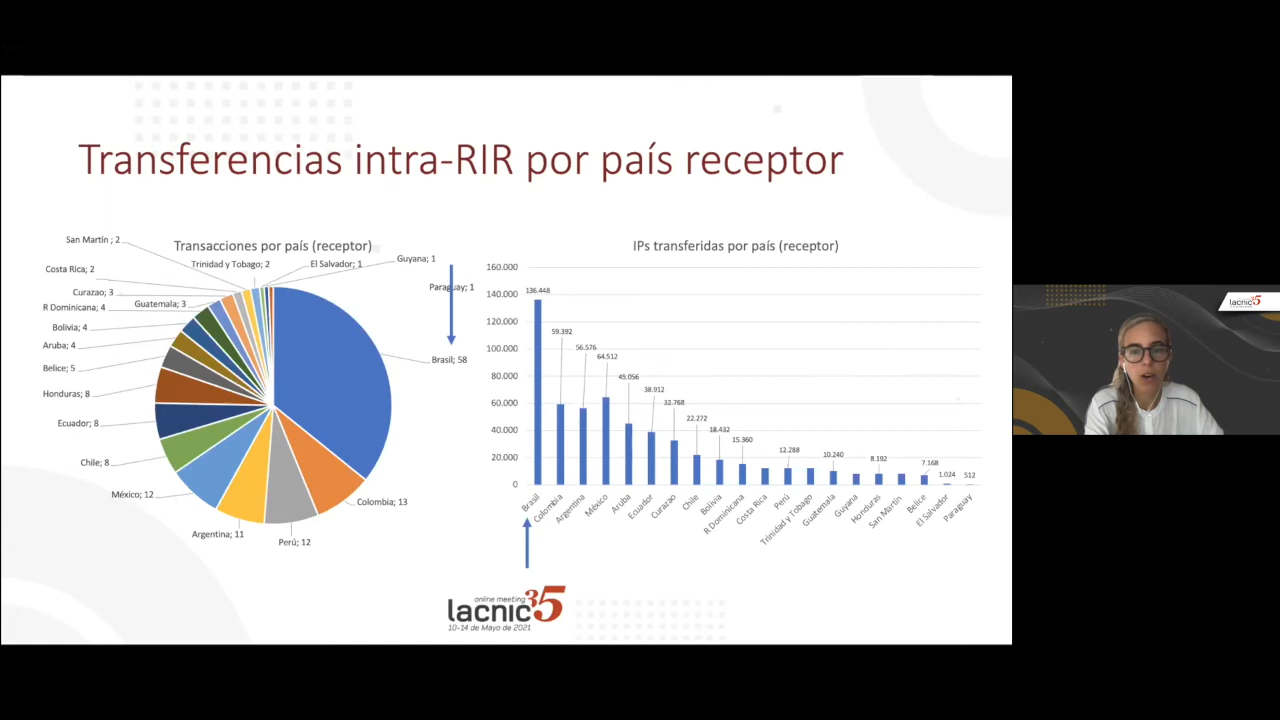 Transferencias intra-RIR por país receptor
Transacciones por país (receptor)
San Martín ; 2
Trinidad y Tobago; 2
El Salvador; 1
Guyana; 1
Costa Rica; 2
Paraguay; 1
Curazao; 3
Guatemala; 3
R Dominicana; 4
Bolivia; 4
Aruba; 4
Brasil; 58
Belice; 5
Honduras; 8
Ecuador; 8
Chile; 8
México; 12
Colombia; 13
Argentina; 11
Perú; 12
IPs transferidas por país (receptor)
160.000
140.000
120.000
100.000
80.000
60.000
40.000
20.000
0
136.448
59.392
56.576
64.512
45.056
38.912
32.768
22.272
18.432
15.360
12.288
10.240
8.192
7.168
1.024
512
Brasil
Colombia
Argentina
México
Aruba
Ecuador
Curazao
Chile
Bolivia
R Dominicana
Costa Rica
Perú
Trinidad y Tobago
Guatemala
Guyana
Honduras
San Martín
Belice
El Salvador
Paraguay
online meeting
lacnic35
10-14 de Mayo de 2021
lacnic35